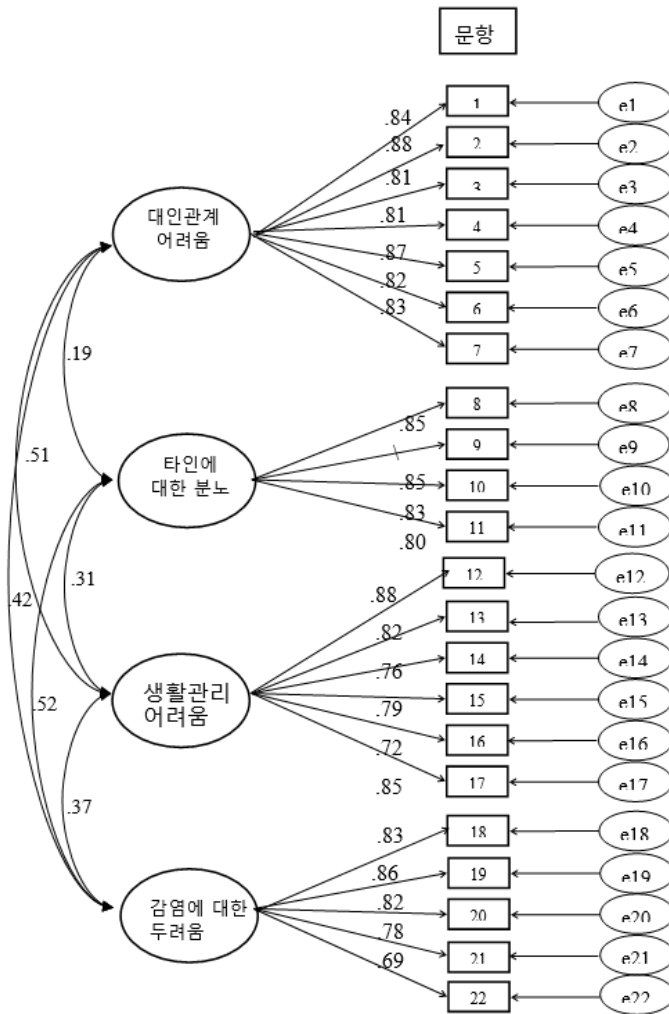 문항
1
e1
.84
2
e2
.88
3
e3
.81
대인관계
어려움
4
e4
.81
5
e5
.87
6
e6
.82
7
e7
.83
.19
8
e8
.85
9
e9
.51
타인에
대한 분노
10
e10
.85
11
e11
.83
.80
12
e12
.31
.88
.42
13
e13
.82
14
e14
.76
생활관리
어려움
15
e15
.52
.79
16
e16
.72
17
e17
.85
.37
18
e18
.83
19
e19
.86
감염에 대한
두려움
20
e20
.82
21
e21
.78
22
e22
.69